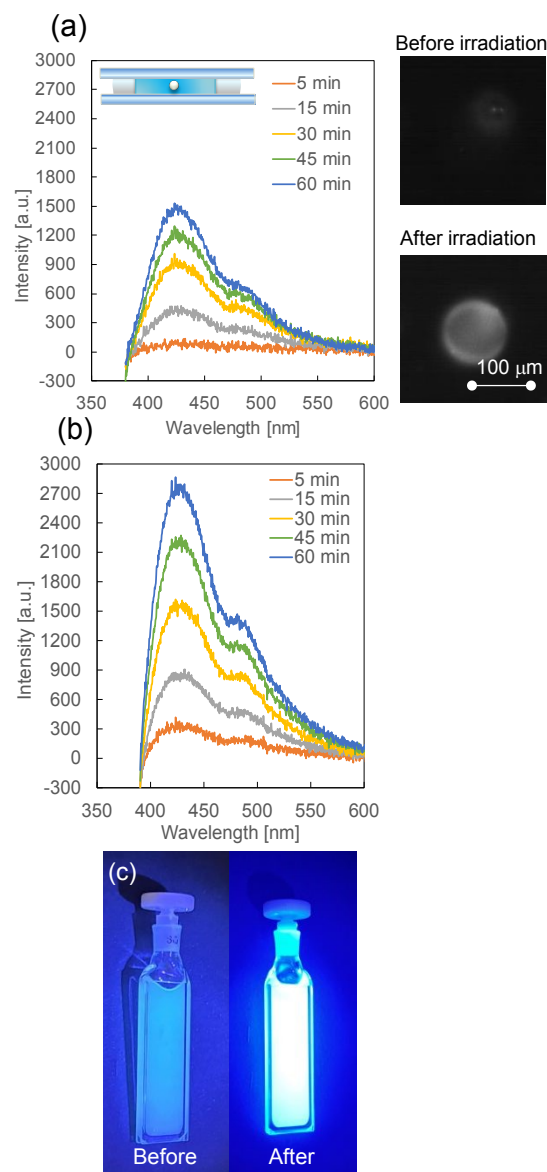 (a)
3000
2700
2400
2100
1800
1500
1200
900
600
300
0
-300
Intensity [a.u.]
5 min
15 min
30 min
45 min
60 min
350 400 450 500 550 600
Wavelength [nm]
Before irradiation
After irradiation
100 μm
(b)
3000
2700
2400
2100
1800
1500
1200
900
600
300
0
-300
Intensity [a.u.]
5 min
15 min
30 min
45 min
60 min
350 400 450 500 550 600
Wavelength [nm]
(c)
Before After